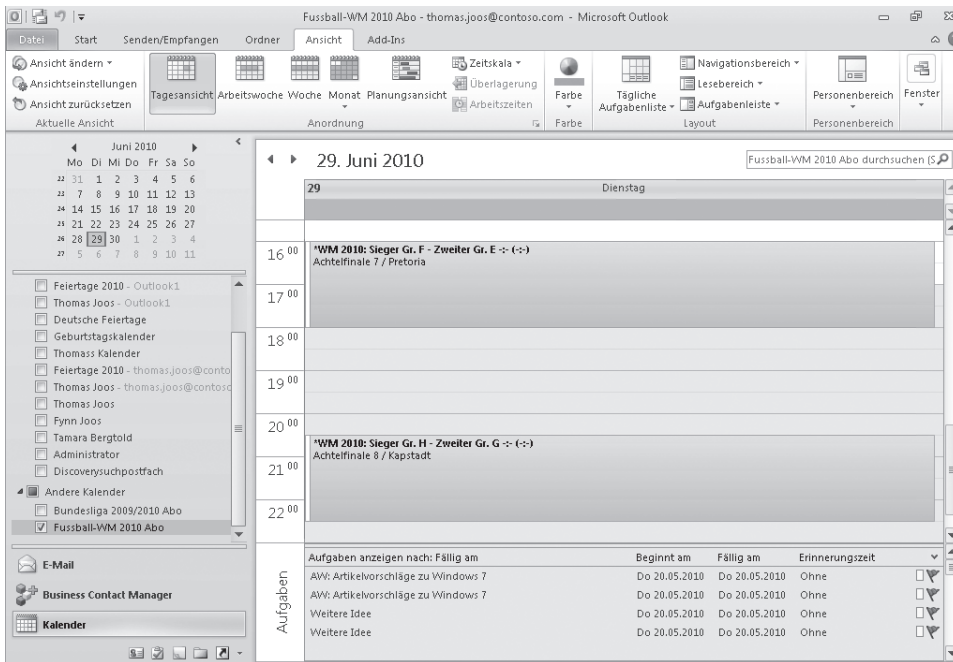 Fussball-WM 2010 Abo - thomas.joos@contoso.com - Microsoft Outlook
Datei Start Senden/Empfangen Ordner Ansicht Add-Ins
Ansicht ändern
Ansichtseinstellungen
Ansicht zurücksetzen
Aktuelle Ansicht
Tagesansicht Arbeitswoche Woche Monat Planungsansicht
Zeitskala
Überlagerung
Arbeitszeiten
Anordnung
Farbe
Farbe
Tägliche Aufgabenliste
Navigationsbereich
Lesebereich
Aufgabenleiste
Layout
Personenbereich
Personenbereich
Fenster
Juni 2010
Mo Di Mi Do Fr Sa So
22 31 1 2 3 4 5 6
23 7 8 9 10 11 12 13
24 14 15 16 17 18 19 20
25 21 22 23 24 25 26 27
26 28 29 30 1 2 3 4
27 5 6 7 8 9 10 11
Feiertage 2010 - Outlook1
Thomas Joos - Outlook1
Deutsche Feiertage
Geburtstagskalender
Thomass Kalender
Feiertage 2010 - thomas.joos@conto
Thomas Joos - thomas.joos@contosc
Thomas Joos
Fynn Joos
Tamara Bergtold
Administrator
Discoverysuchpostfach
Andere Kalender
Bundesliga 2009/2010 Abo
Fussball-WM 2010 Abo
E-Mail
Business Contact Manager
Kalender
29. Juni 2010
Fussball-WM 2010 Abo durchsuchen (S
29 Dienstag
16 00
*WM 2010: Sieger Gr. F - Zweiter Gr. E -:- (-:-)
Achtelfinale 7 / Pretoria
17 00
18 00
19 00
20 00
*WM 2010: Sieger Gr. H - Zweiter Gr. G -:- (-:-)
Achtelfinale 8 / Kapstadt
21 00
22 00
Aufgaben
Aufgaben anzeigen nach: Fällig am Beginnt am Fällig am Erinnerungszeit
AW: Artikelvorschläge zu Windows 7 Do 20.05.2010 Do 20.05.2010 Ohne
AW: Artikelvorschläge zu Windows 7 Do 20.05.2010 Do 20.05.2010 Ohne
Weitere Idee Do 20.05.2010 Do 20.05.2010 Ohne
Weitere Idee Do 20.05.2010 Do 20.05.2010 Ohne